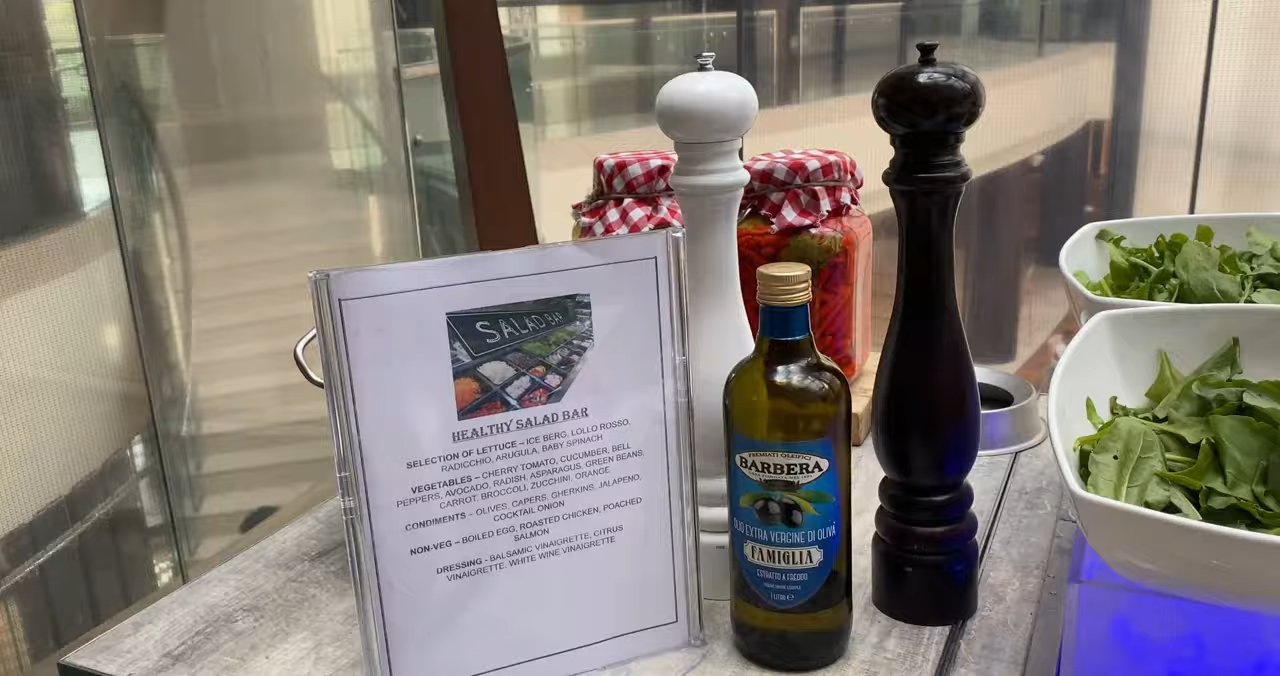 SALAD BAR
HEALTHY SALAD BAR
SELECTION OF LETTUCE – ICE BERG, LOLLO ROSSO,
RADICCHIO, ARUGULA, BABY SPINACH
VEGETABLES – CHERRY TOMATO, CUCUMBER, BELL
PEPPERS, AVOCADO, RADISH, ASPARAGUS, GREEN BEANS,
CARROT, BROCCOLI, ZUCCHINI, ORANGE
CONDIMENTS – OLIVES, CAPERS, GHERKINS, JALAPENO,
COCKTAIL ONION
NON-VEG – BOILED EGG, ROASTED CHICKEN, POACHED
SALMON
DRESSING - BALSAMIC VINAIGRETTE, CITRUS
VINAIGRETTE, WHITE WINE VINAIGRETTE
PREMIATI OLEIFICI
BARBERA
OLIO EXTRA VERGINE DI OLIVA
FAMIGLIA
ESTRATTO A FREDDO
1 LITRO e